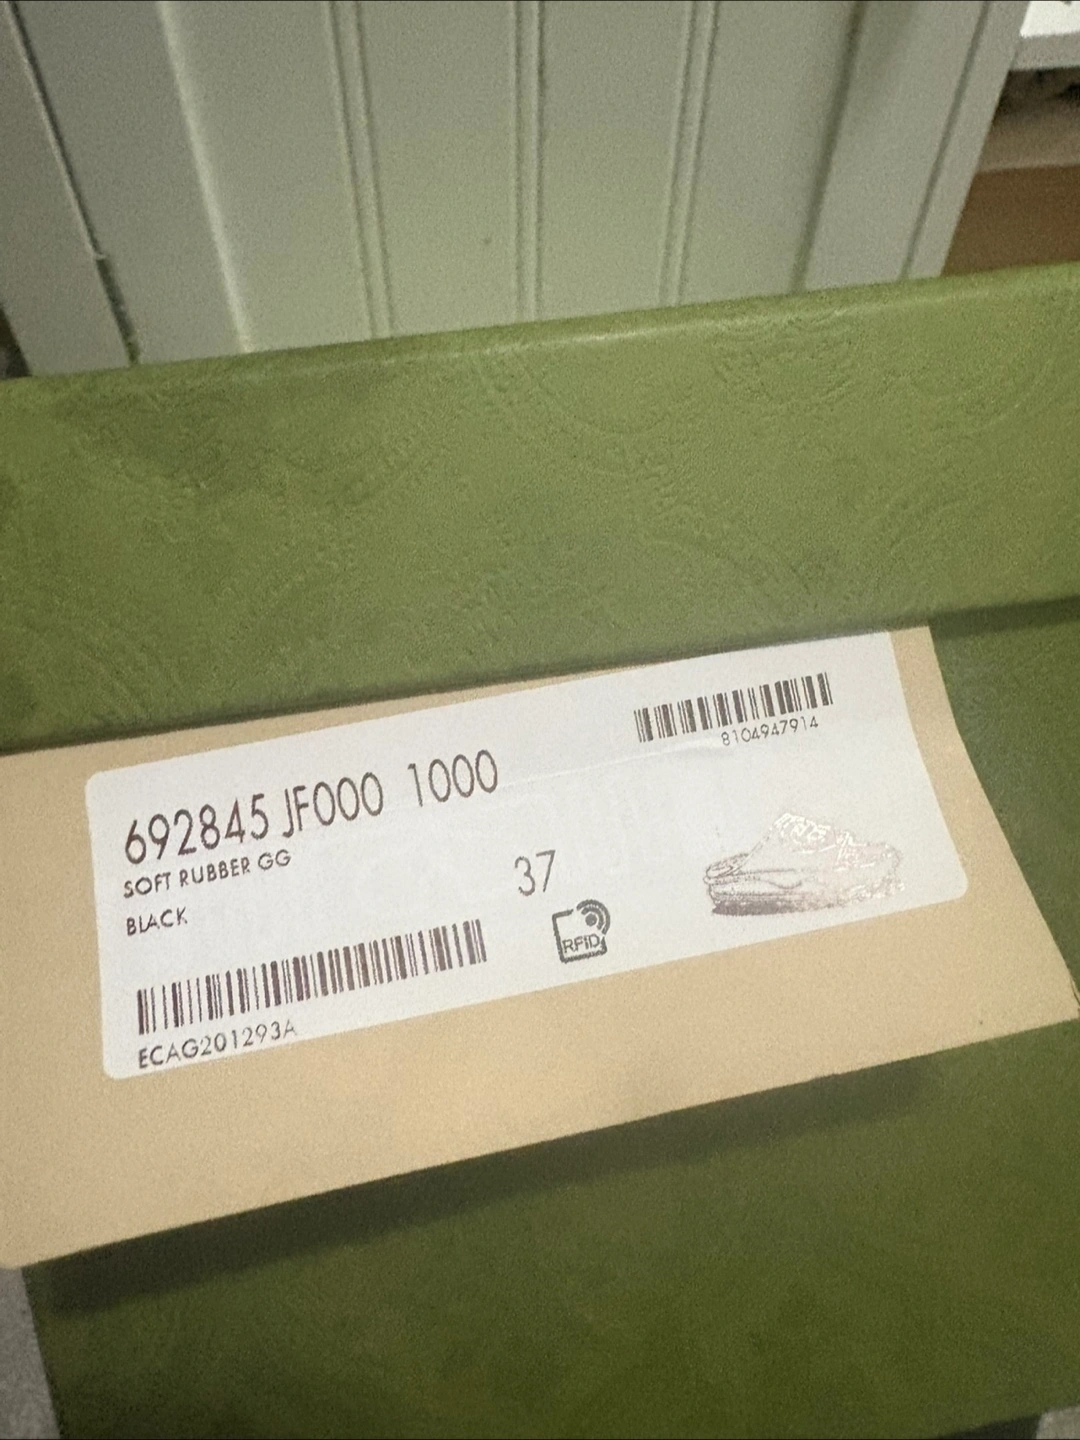 8104947914
692845 JF000 1000
SOFT RUBBER GG
37
BLACK
RFID
ECAG201293A